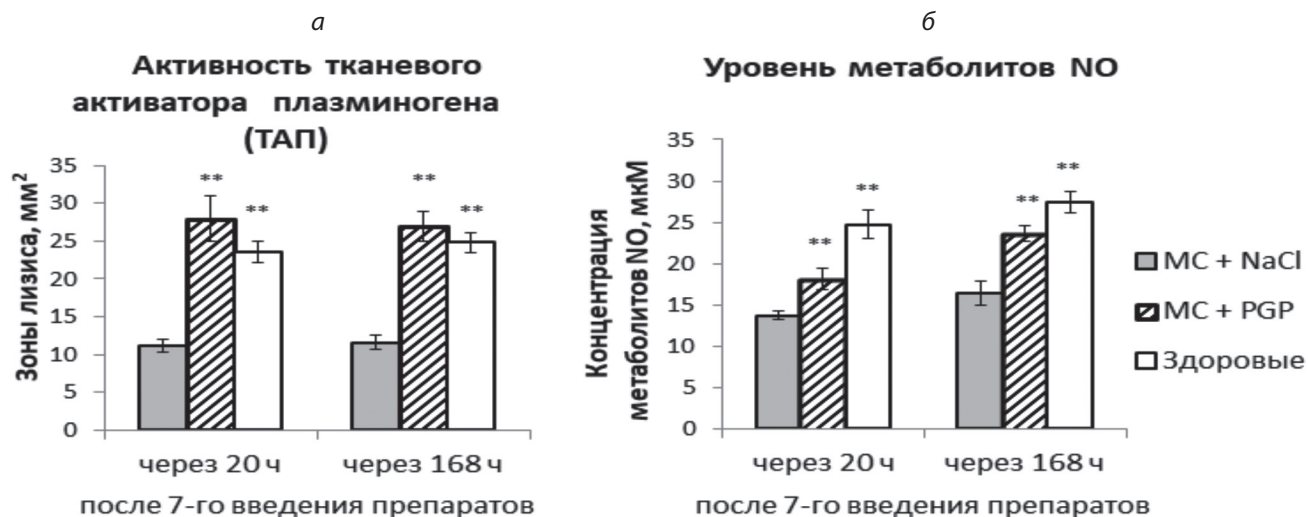 а
Активность тканевого
активатора плазминогена
(ТАП)
Зоны лизиса, мм²
35
30
25
20
15
10
5
0
** ** ** **
через 20 ч через 168 ч
после 7-го введения препаратов
б
Уровень метаболитов NO
Концентрация
метаболитов NO, мкМ
35
30
25
20
15
10
5
0
** ** ** **
через 20 ч через 168 ч
после 7-го введения препаратов
МС + NaCl
МС + PGP
Здоровые